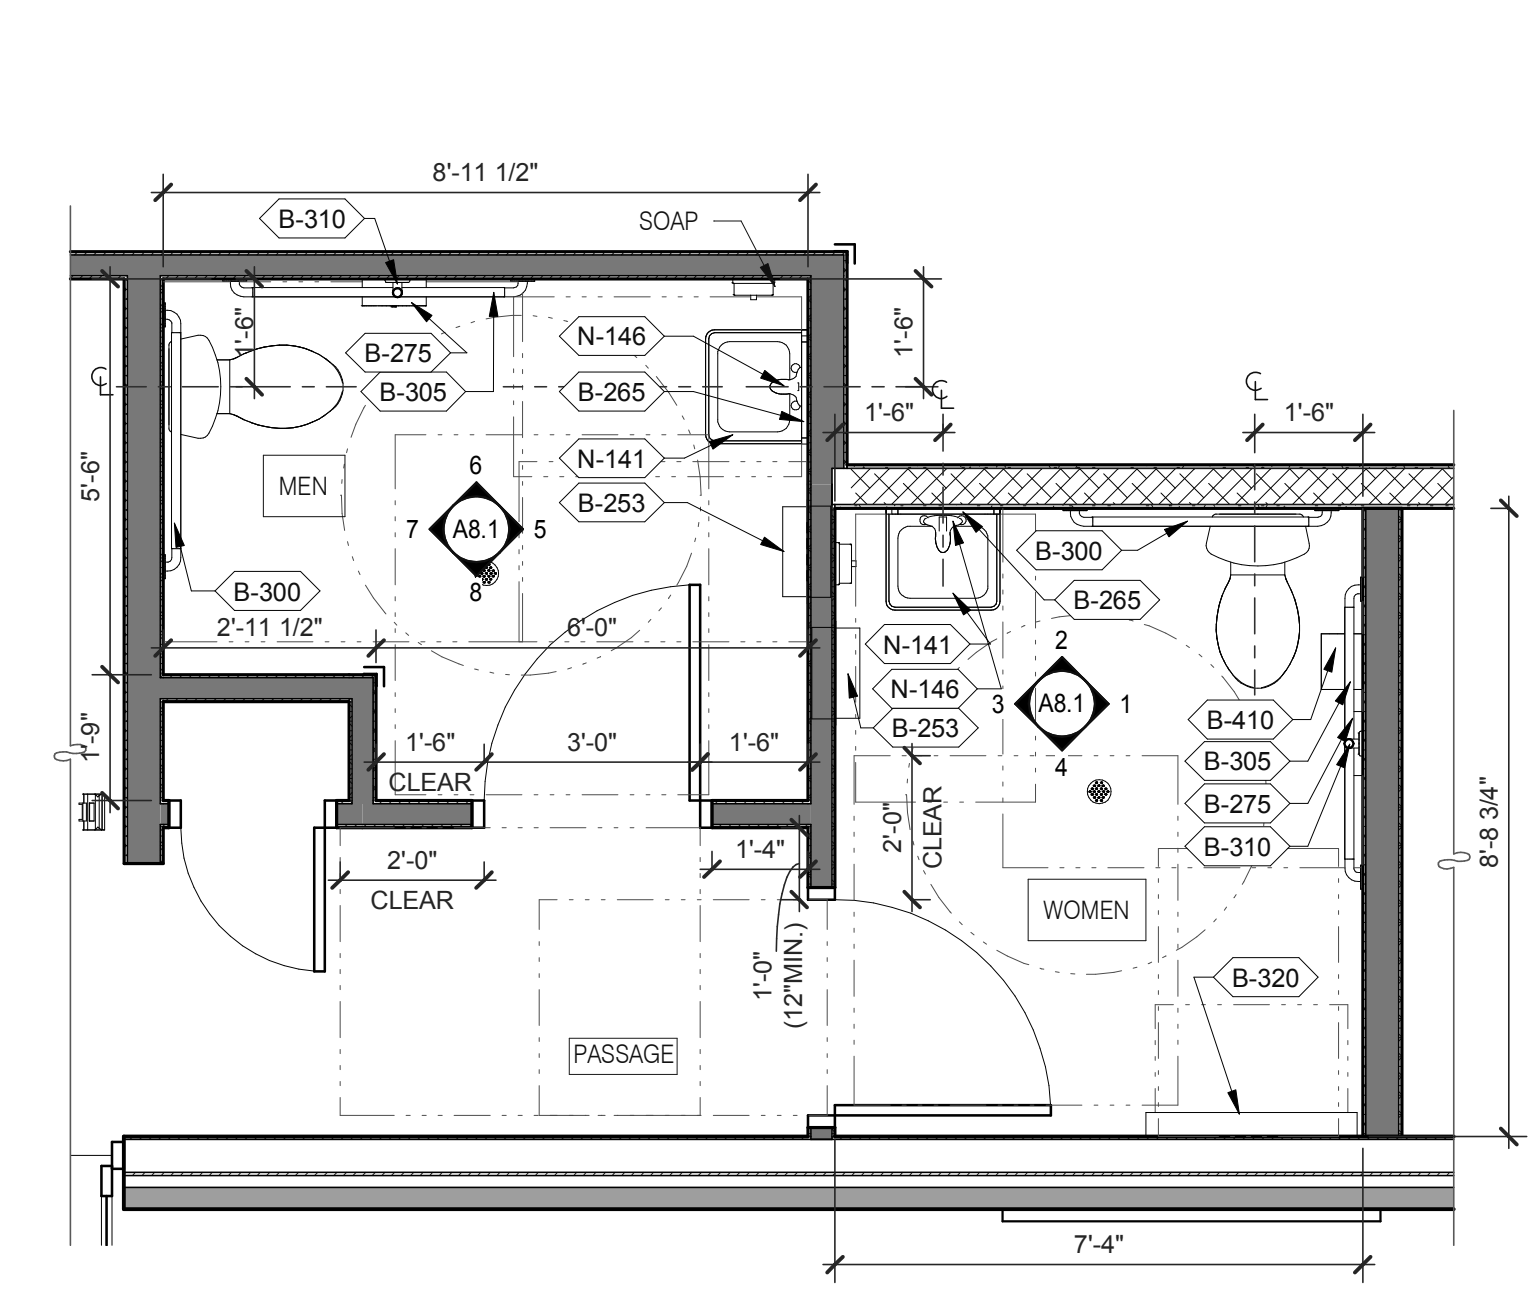 8'-11 1/2"
B-310
SOAP
1'-6"
N-146
1'-6"
B-275
B-265
B-305
1'-6"
1'-6"
5'-6"
MEN
N-141
6
B-253
7
A8.1
5
8
B-300
B-300
B-265
2'-11 1/2"
6'-0"
N-141
2
N-146
3
A8.1
1
B-410
B-253
4
B-305
1'-9"
1'-6"
CLEAR
3'-0"
1'-6"
B-275
2'-0"
CLEAR
B-310
8'-8 3/4"
1'-4"
2'-0"
CLEAR
WOMEN
1'-0"
(12"MIN.)
B-320
PASSAGE
7'-4"